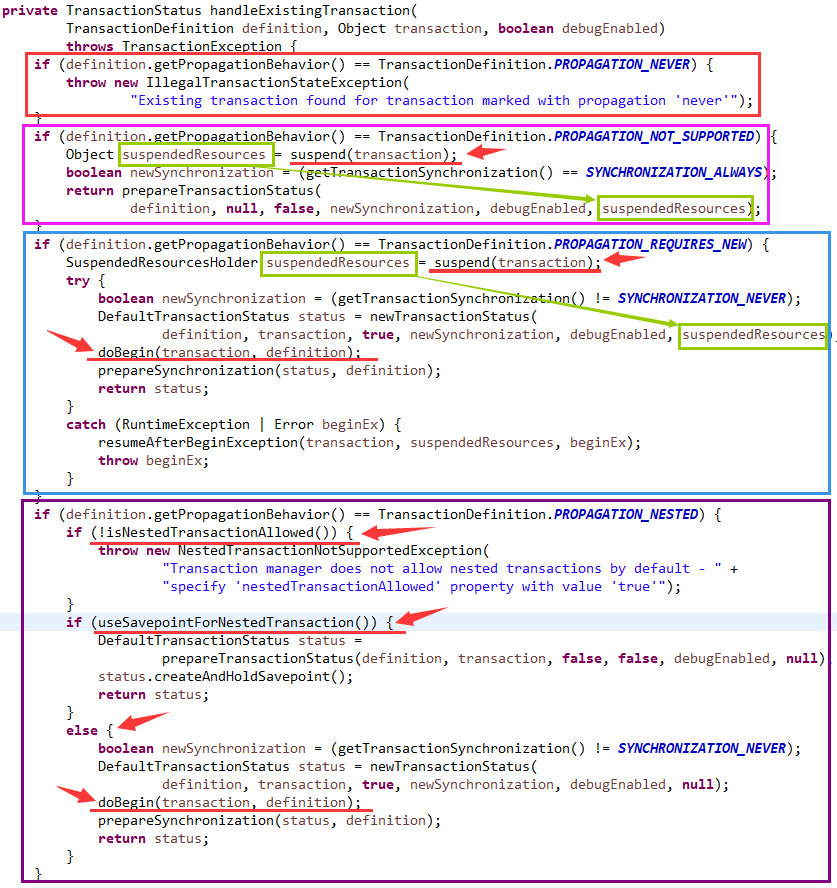 private TransactionStatus handleExistingTransaction(
TransactionDefinition definition, Object transaction, boolean debugEnabled)
throws TransactionException {
if (definition.getPropagationBehavior() == TransactionDefinition.PROPAGATION_NEVER) {
throw new IllegalTransactionStateException(
"Existing transaction found for transaction marked with propagation 'never'");
}
if (definition.getPropagationBehavior() == TransactionDefinition.PROPAGATION_NOT_SUPPORTED) {
Object suspendedResources = suspend(transaction);
boolean newSynchronization = (getTransactionSynchronization() == SYNCHRONIZATION_ALWAYS);
return prepareTransactionStatus(
definition, null, false, newSynchronization, debugEnabled, suspendedResources);
}
if (definition.getPropagationBehavior() == TransactionDefinition.PROPAGATION_REQUIRES_NEW) {
SuspendedResourcesHolder suspendedResources = suspend(transaction);
try {
boolean newSynchronization = (getTransactionSynchronization() != SYNCHRONIZATION_NEVER);
DefaultTransactionStatus status = newTransactionStatus(
definition, transaction, true, newSynchronization, debugEnabled, suspendedResources)
doBegin(transaction, definition);
prepareSynchronization(status, definition);
return status;
}
catch (RuntimeException | Error beginEx) {
resumeAfterBeginException(transaction, suspendedResources, beginEx);
throw beginEx;
}
}
if (definition.getPropagationBehavior() == TransactionDefinition.PROPAGATION_NESTED) {
if (!isNestedTransactionAllowed()) {
throw new NestedTransactionNotSupportedException(
"Transaction manager does not allow nested transactions by default - " +
"specify 'nestedTransactionAllowed' property with value 'true'");
}
if (useSavepointForNestedTransaction()) {
DefaultTransactionStatus status =
prepareTransactionStatus(definition, transaction, false, false, debugEnabled, null)
status.createAndHoldSavepoint();
return status;
}
else {
boolean newSynchronization = (getTransactionSynchronization() != SYNCHRONIZATION_NEVER);
DefaultTransactionStatus status = newTransactionStatus(
definition, transaction, true, newSynchronization, debugEnabled, null);
doBegin(transaction, definition);
prepareSynchronization(status, definition);
return status;
}
}